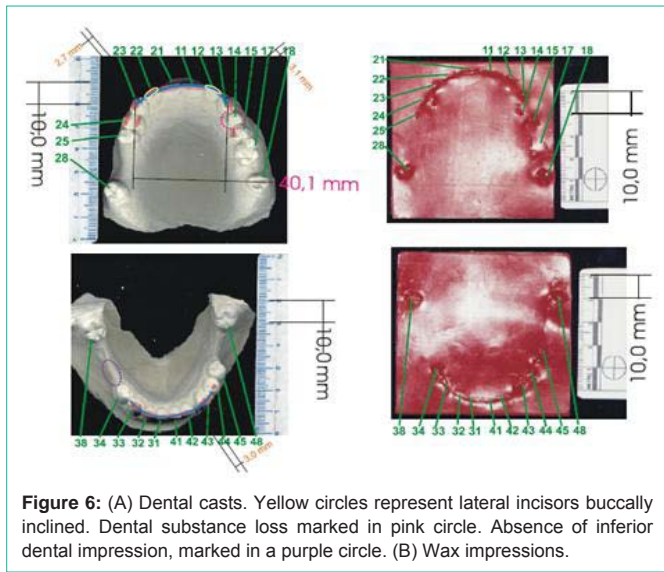 2,7 mm
23 22 21 11 12 13 14 15 17 18
3,1 mm
10,0 mm
24
25
28
40,1 mm
11 12 13 14 15 17 18
21
22
23
24
25
28
10,0 mm
10,0 mm
38 34 33 32 31 41 42 43 44 45 48
3,0 mm
10,0 mm
38 34 33 32 31 41 42 43 44 45 48
Figure 6: (A) Dental casts. Yellow circles represent lateral incisors buccally
inclined. Dental substance loss marked in pink circle. Absence of inferior
dental impression, marked in a purple circle. (B) Wax impressions.